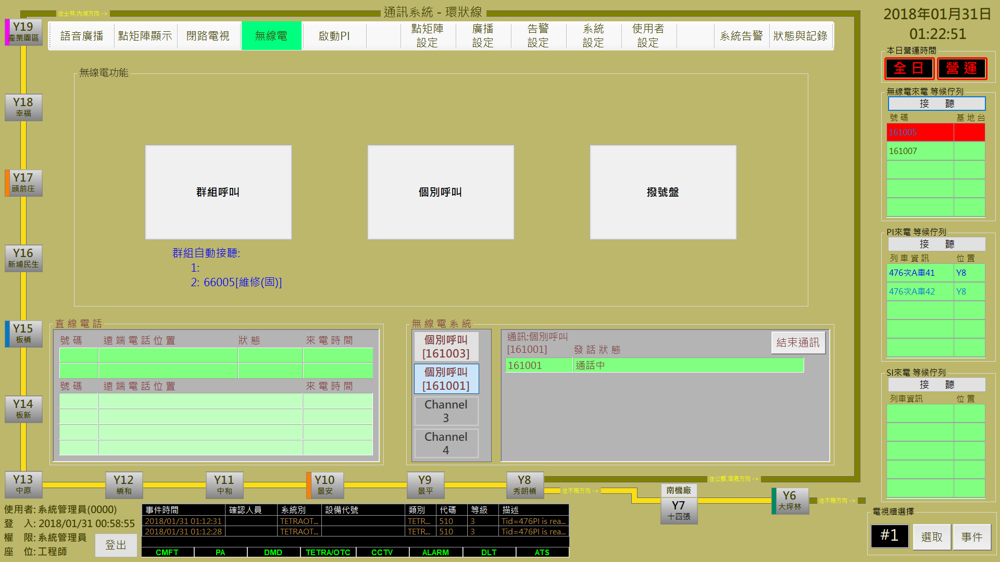 往士林,內湖方向 ->
通訊系統 - 環狀線
2018年01月31日
01:22:51
語音廣播
點矩陣顯示
閉路電視
無線電
啟動PI
點矩陣
設定
廣播
設定
告警
設定
系統
設定
使用者
設定
系統告警
狀態與記錄
本日營運時間
全 日
營 運
Y19
產業園區
Y18
幸福
Y17
頭前庄
Y16
新埔民生
Y15
板橋
Y14
板新
Y13
中原
無線電功能
群組呼叫
個別呼叫
撥號盤
群組自動接聽:
1:
2: 66005[維修(固)]
無線電來電 等候佇列
接 聽
號 碼 基 地 台
161005
161007
PI來電 等候佇列
接 聽
列 車 資 訊 位 置
476次A車41 Y8
476次A車42 Y8
SI來電 等候佇列
接 聽
列車資訊 位 置
直 線 電 話
號 碼 遠 端 電 話 位 置 狀 態 來 電 時 間
號 碼 遠 端 電 話 位 置 來 電 時 間
無 線 電 系 統
個別呼叫
[161003]
個別呼叫
[161001]
Channel
3
Channel
4
通訊:個別呼叫
[161001] 發 話 狀 態
結束通訊
161001 通話中
Y12
橋和
Y11
中和
Y10
景安
Y9
景平
Y8
秀朗橋
往公館,信義方向 ->
往木柵方向 ->
南機廠
Y7
十四張
Y6
大坪林
往木柵方向 ->
使用者: 系統管理員(0000)
登 入: 2018/01/31 00:58:55
權 限: 系統管理員
座 位: 工程師
登出
事件時間 確認人員 系統別 設備代號 類別 代碼 等級 描述
2018/01/31 01:12:31 TETRAOT... TETR... 510 3 Tid=476PI is rea...
2018/01/31 01:12:28 TETRAOT... TETR... 510 3 Tid=476PI is rea...
CMFT PA DMD TETRA/OTC CCTV ALARM DLT ATS
電視牆選擇
#1
選取
事件